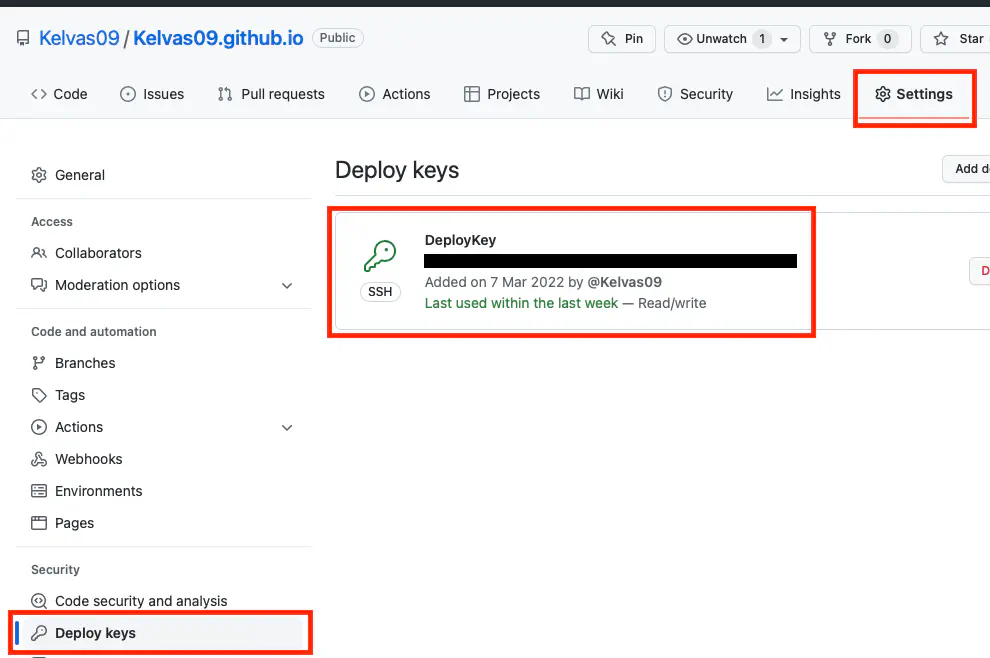 Kelvas09 / Kelvas09.github.io Public
Pin Unwatch 1 Fork 0 Star
Code Issues Pull requests Actions Projects Wiki Security Insights Settings
General
Access
Collaborators
Moderation options
Code and automation
Branches
Tags
Actions
Webhooks
Environments
Pages
Security
Code security and analysis
Deploy keys
Deploy keys
Add d
DeployKey
SSH
Added on 7 Mar 2022 by @Kelvas09
Last used within the last week — Read/write
D